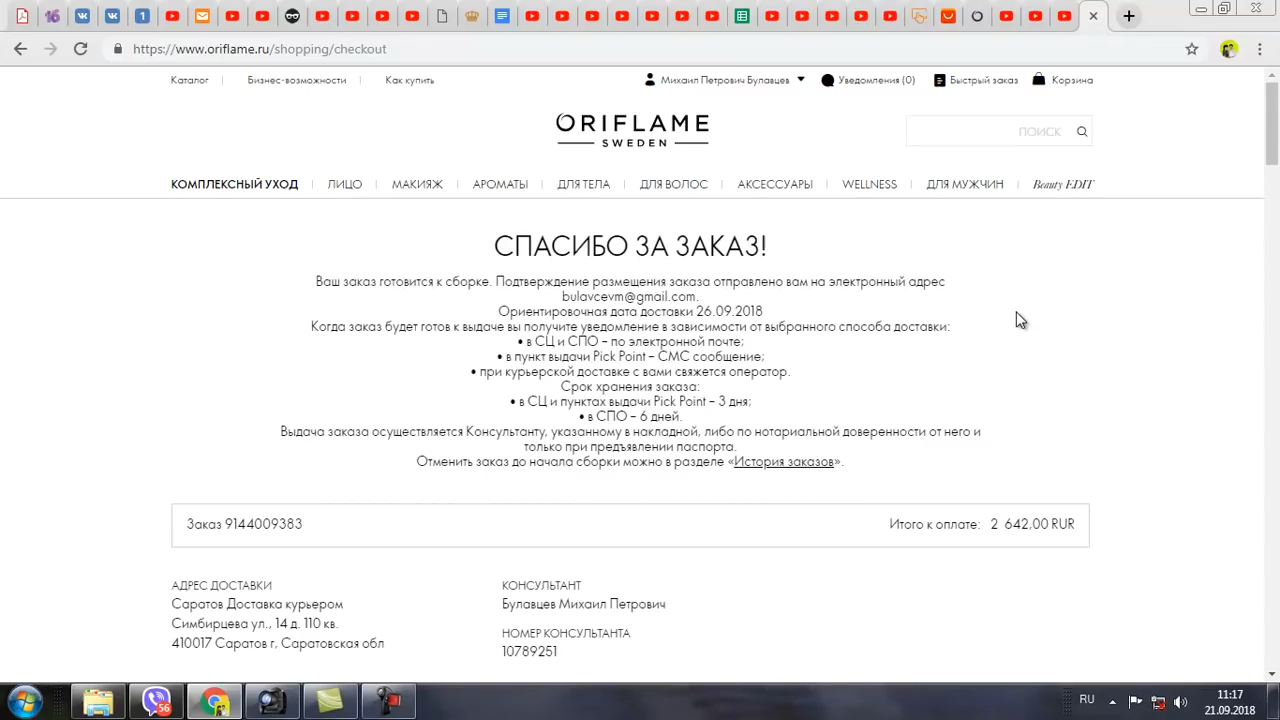 16
1
https://www.oriflame.ru/shopping/checkout
Каталог
Бизнес-возможности
Как купить
Михаил Петрович Булавцев
Уведомления (0)
Быстрый заказ
Корзина
ORIFLAME
SWEDEN
ПОИСК
КОМПЛЕКСНЫЙ УХОД
ЛИЦО
МАКИЯЖ
АРОМАТЫ
ДЛЯ ТЕЛА
ДЛЯ ВОЛОС
АКСЕССУАРЫ
WELLNESS
ДЛЯ МУЖЧИН
Beauty EDIT
СПАСИБО ЗА ЗАКАЗ!
Ваш заказ готовится к сборке. Подтверждение размещения заказа отправлено вам на электронный адрес
bulavcevm@gmail.com.
Ориентировочная дата доставки 26.09.2018
Когда заказ будет готов к выдаче вы получите уведомление в зависимости от выбранного способа доставки:
• в СЦ и СПО – по электронной почте;
• в пункт выдачи Pick Point – СМС сообщение;
• при курьерской доставке с вами свяжется оператор.
Срок хранения заказа:
• в СЦ и пунктах выдачи Pick Point – 3 дня;
• в СПО – 6 дней.
Выдача заказа осуществляется Консультанту, указанному в накладной, либо по нотариальной доверенности от него и
только при предъявлении паспорта.
Отменить заказ до начала сборки можно в разделе «История заказов».
Заказ 9144009383
Итого к оплате: 2 642,00 RUR
АДРЕС ДОСТАВКИ
Саратов Доставка курьером
Симбирцева ул., 14 д. 110 кв.
410017 Саратов г, Саратовская обл
КОНСУЛЬТАНТ
Булавцев Михаил Петрович
НОМЕР КОНСУЛЬТАНТА
10789251
56
RU
11:17
21.09.2018